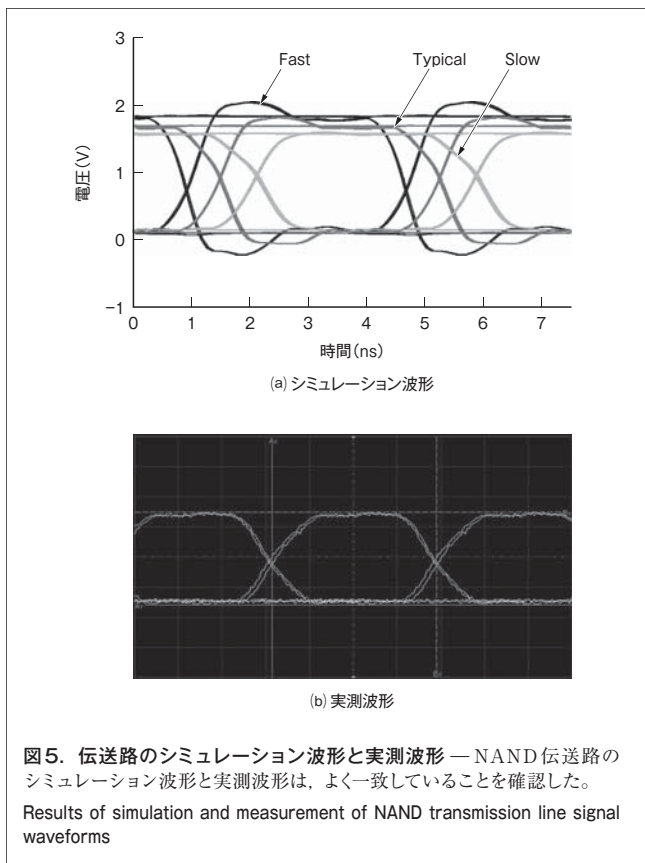 3
Fast
Typical
Slow
2
1
0
−1
電圧(V)
0 1 2 3 4 5 6 7
時間(ns)
(a) シミュレーション波形
(b) 実測波形
図5. 伝送路のシミュレーション波形と実測波形 — NAND伝送路の
シミュレーション波形と実測波形は，よく一致していることを確認した。
Results of simulation and measurement of NAND transmission line signal
waveforms